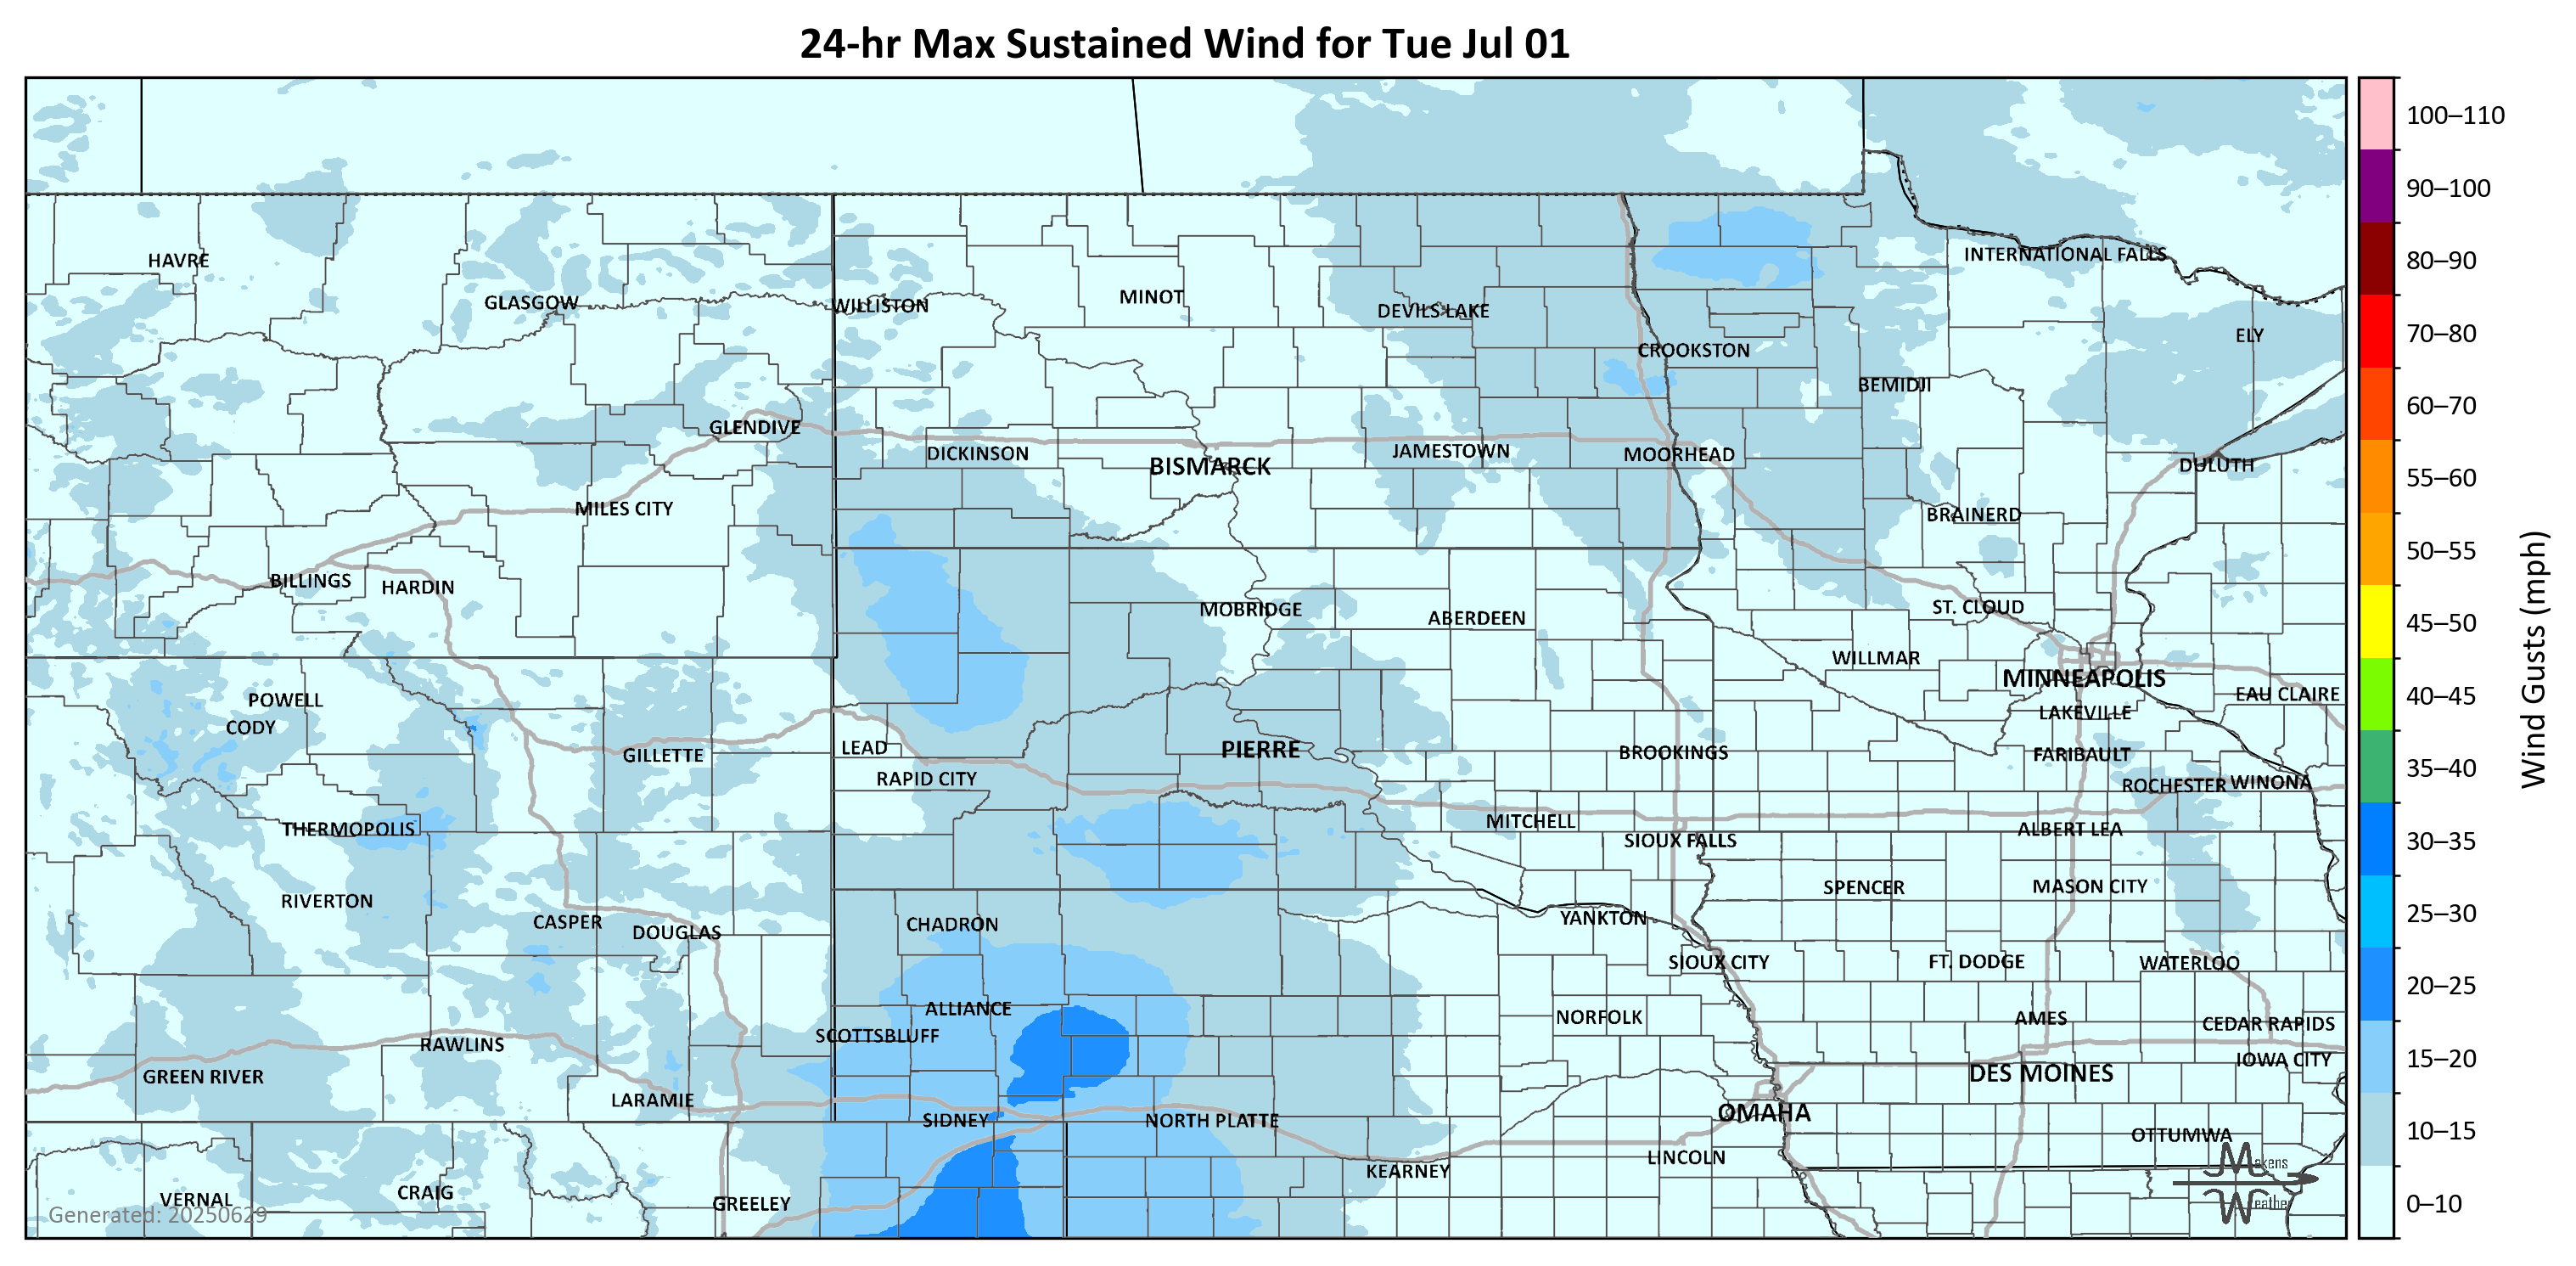 24-hr Max Sustained Wind for Tue Jul 01
100–110
90–100
80–90
70–80
60–70
55–60
50–55
45–50
40–45
35–40
30–35
25–30
20–25
15–20
10–15
0–10
Wind Gusts (mph)
HAVRE
INTERNATIONAL FALLS
GLASGOW
WILLISTON
MINOT
DEVILS LAKE
ELY
CROOKSTON
BEMIDJI
GLENDIVE
DICKINSON
BISMARCK
JAMESTOWN
MOORHEAD
DULUTH
MILES CITY
BRAINERD
BILLINGS
HARDIN
MOBRIDGE
ABERDEEN
ST. CLOUD
WILLMAR
MINNEAPOLIS
POWELL
EAU CLAIRE
CODY
LAKEVILLE
GILLETTE
LEAD
PIERRE
BROOKINGS
FARIBAULT
RAPID CITY
ROCHESTER
WINONA
THERMOPOLIS
MITCHELL
SIOUX FALLS
ALBERT LEA
RIVERTON
SPENCER
MASON CITY
CASPER
DOUGLAS
CHADRON
YANKTON
SIOUX CITY
FT. DODGE
WATERLOO
ALLIANCE
NORFOLK
AMES
CEDAR RAPIDS
SCOTTSBLUFF
RAWLINS
IOWA CITY
GREEN RIVER
DES MOINES
LARAMIE
SIDNEY
NORTH PLATTE
OMAHA
OTTUMWA
KEARNEY
LINCOLN
VERNAL
CRAIG
GREELEY
Makens
Weather
Generated: 20250629